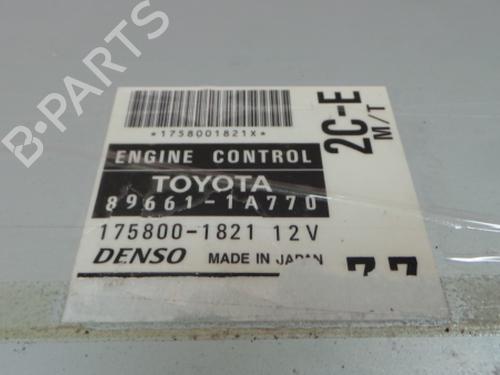 *1758001821X*
ENGINE CONTROL
TOYOTA
89661-1A770
175800-1821 12V
DENSO MADE IN JAPAN
2C-E
M/T
B-PARTS